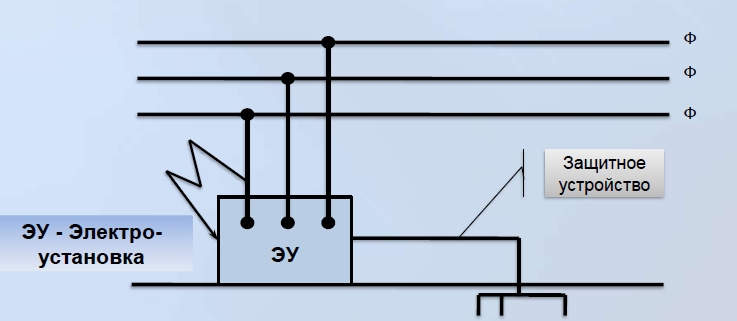 Ф
Ф
Ф
Защитное
устройство
ЭУ - Электро-
установка
ЭУ